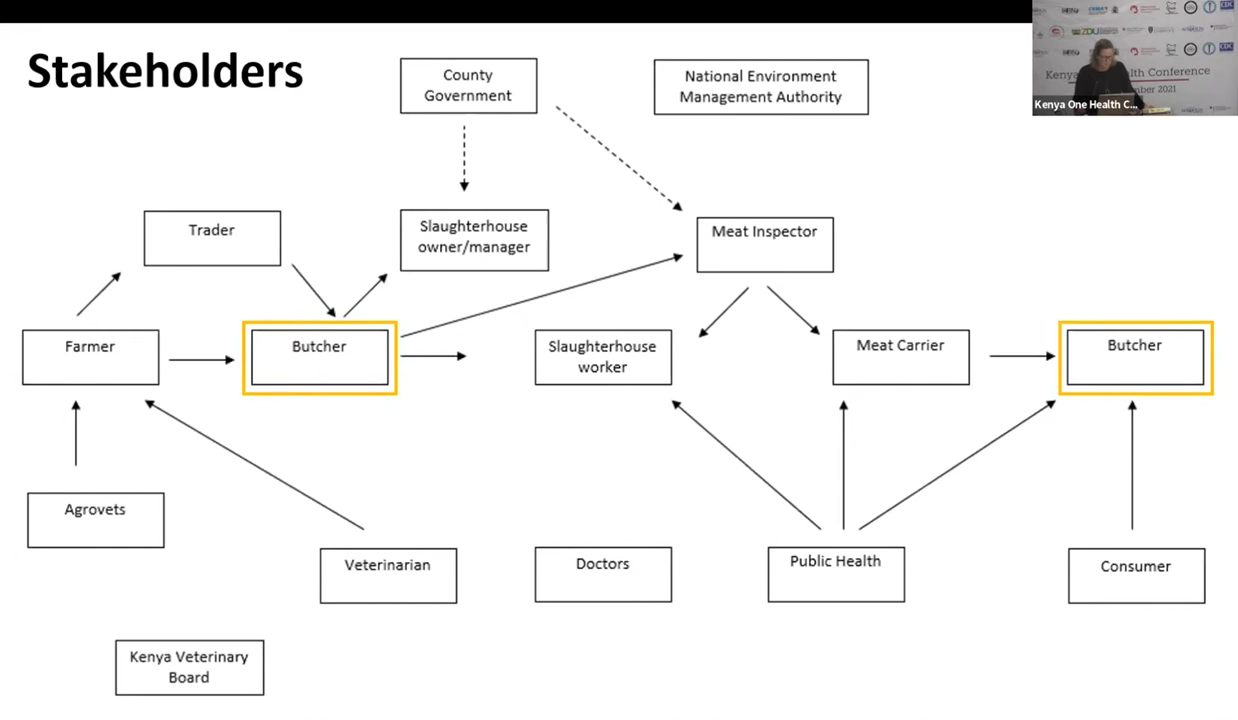 Stakeholders
County
Government
National Environment
Management Authority
Kenya One Health C...
Trader
Slaughterhouse
owner/manager
Meat Inspector
Farmer
Butcher
Slaughterhouse
worker
Meat Carrier
Butcher
Agrovets
Veterinarian
Doctors
Public Health
Consumer
Kenya Veterinary
Board